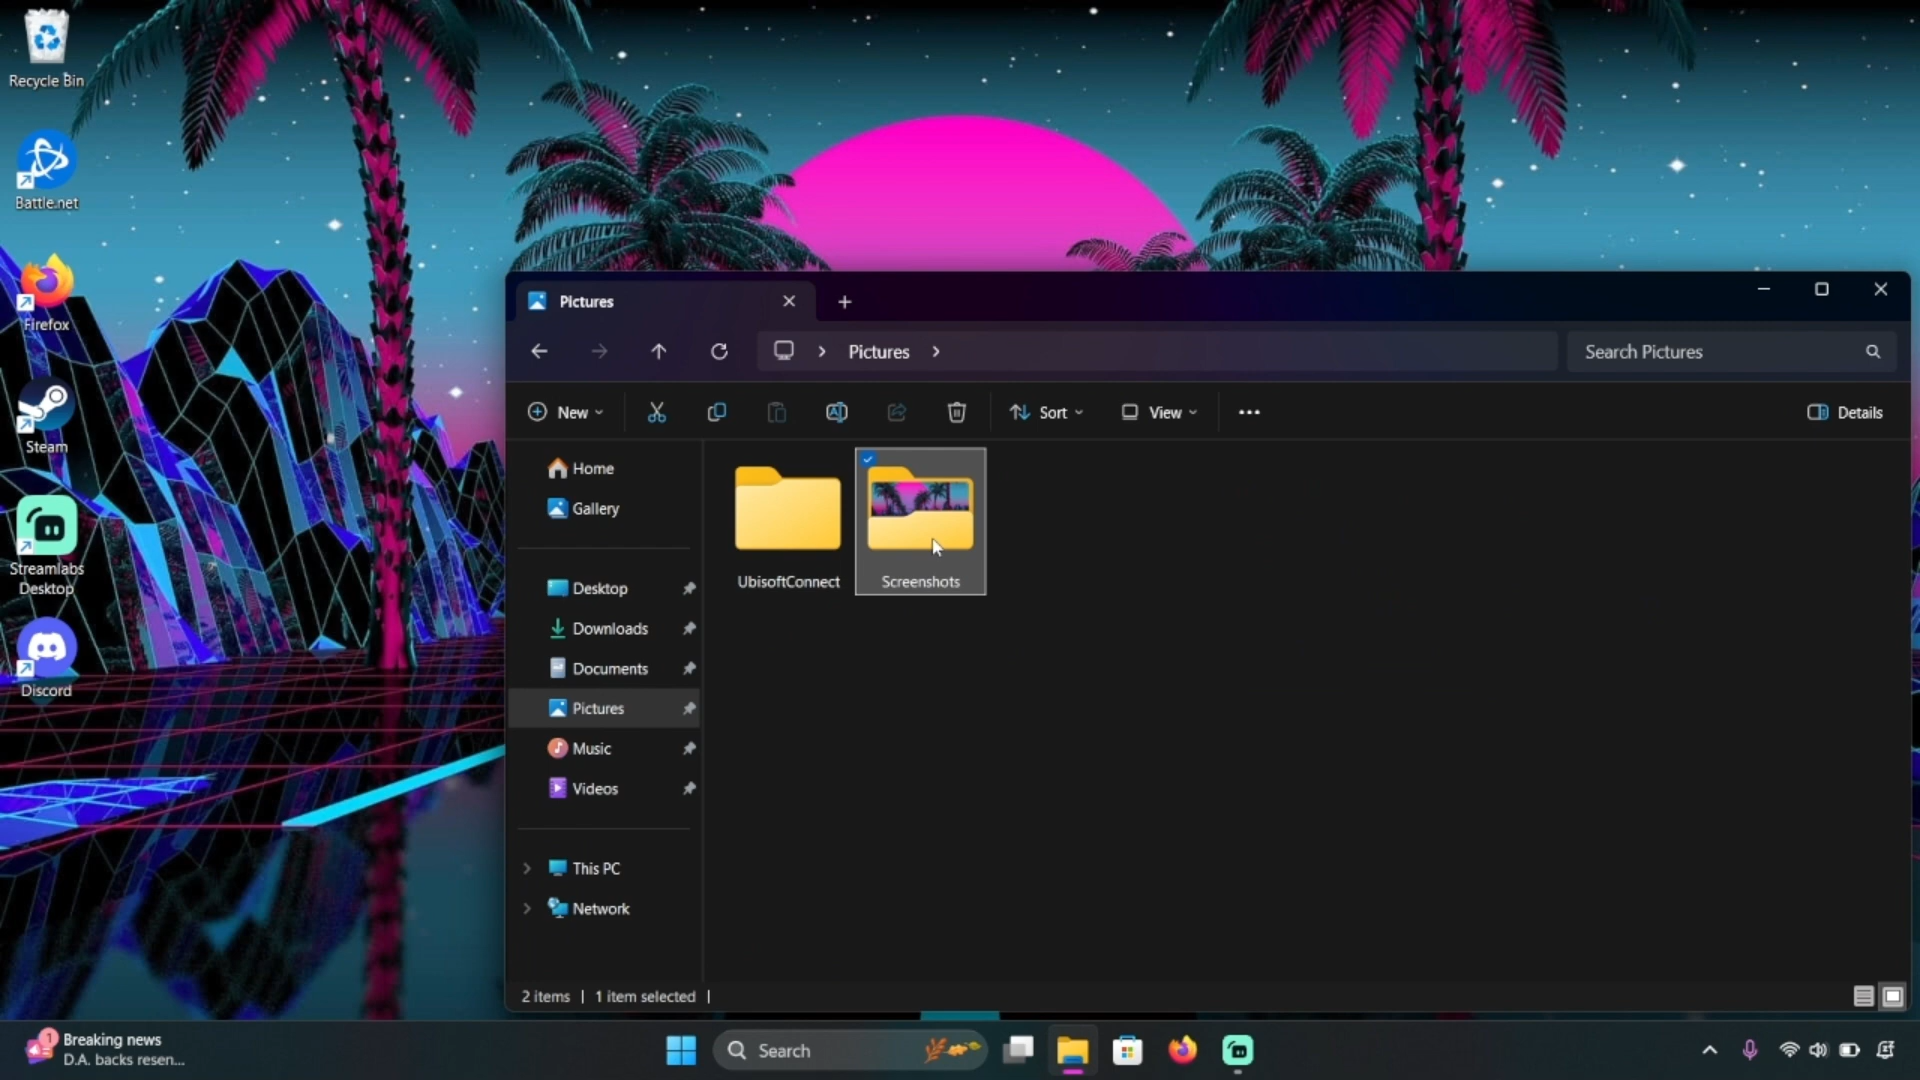 Recycle Bin
Battle.net
Firefox
Steam
Streamlabs
Desktop
Discord
Pictures
Pictures
Search Pictures
New
Sort
View
Details
Home
Gallery
Desktop
Downloads
Documents
Pictures
Music
Videos
This PC
Network
UbisoftConnect
Screenshots
2 items | 1 item selected |
1
Breaking news
D.A. backs resen...
Search